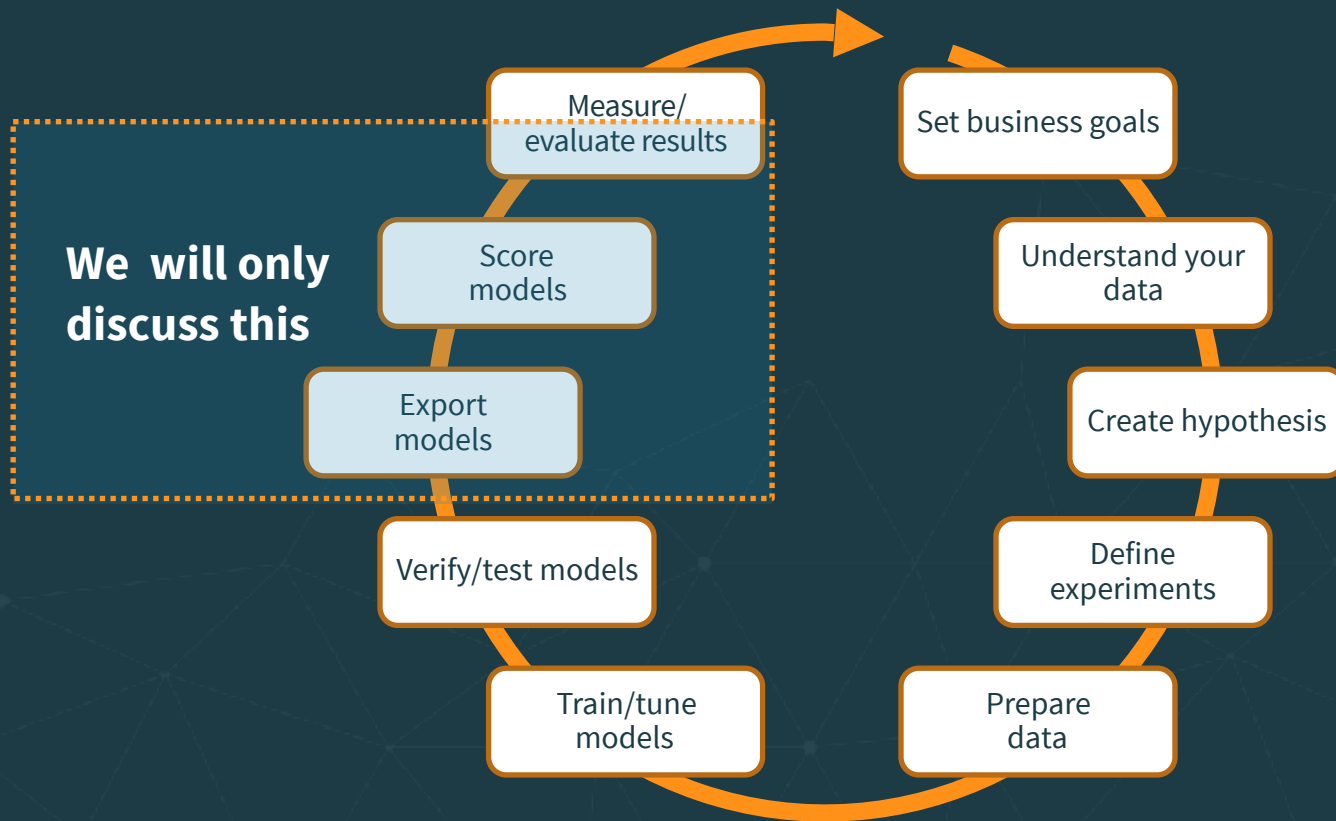 Measure/
evaluate results
Set business goals
We will only
discuss this
Score
models
Understand your
data
Export
models
Create hypothesis
Verify/test models
Define
experiments
Train/tune
models
Prepare
data